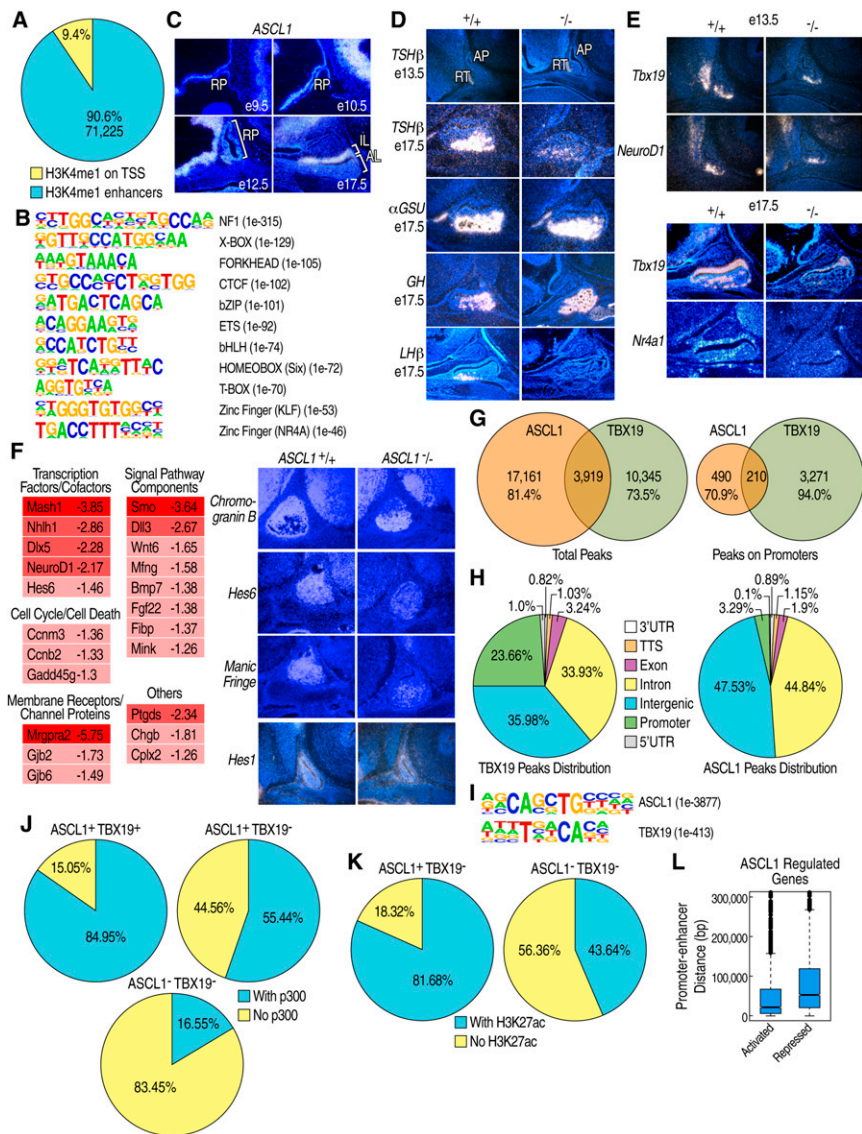 A
9.4%
90.6%
71,225
H3K4me1 on TSS
H3K4me1 enhancers
B
CTTGGCACTGTGCCAA NF1 (1e-315)
GTTGCCATGGCAA X-BOX (1e-129)
GTAAACA FORKHEAD (1e-105)
CTCF (1e-102)
GATGACTCAGCA bZIP (1e-101)
ACAGGAAGTG ETS (1e-92)
CCATCTGTT bHLH (1e-74)
HOMEOBOX (Six) (1e-72)
AGGTGTCA T-BOX (1e-70)
GGGTGTGGC Zinc Finger (KLF) (1e-53)
TGACCTTT Zinc Finger (NR4A) (1e-46)
C
ASCL1
RP
e9.5
RP
e10.5
RP
e12.5
IL
AL
e17.5
D
+/+ -/-
TSHβ
e13.5
AP
RT
AP
RT
TSHβ
e17.5
αGSU
e17.5
GH
e17.5
LHβ
e17.5
E
e13.5
+/+ -/-
Tbx19
NeuroD1
e17.5
+/+ -/-
Tbx19
Nr4a1
F
Transcription
Factors/Cofactors
Mash1 -3.85
Nhlh1 -2.86
Dlx5 -2.28
NeuroD1 -2.17
Hes6 -1.46
Cell Cycle/Cell Death
Ccnm3 -1.36
Ccnb2 -1.33
Gadd45g -1.3
Membrane Receptors/
Channel Proteins
Mrgpra2 -5.75
Gjb2 -1.73
Gjb6 -1.49
Signal Pathway
Components
Smo -3.64
Dll3 -2.67
Wnt6 -1.65
Mfng -1.58
Bmp7 -1.38
Fgf22 -1.38
Fibp -1.37
Mink -1.26
Others
Ptgds -2.34
Chgb -1.81
Cplx2 -1.26
ASCL1+/+ ASCL1-/-
Chromo-
granin B
Hes6
Manic
Fringe
Hes1
G
ASCL1 TBX19
17,161
81.4%
3,919
10,345
73.5%
Total Peaks
ASCL1 TBX19
490
70.9%
210
3,271
94.0%
Peaks on Promoters
H
0.82%
1.0%
1.03%
3.24%
23.66%
33.93%
35.98%
TBX19 Peaks Distribution
3'UTR
TTS
Exon
Intron
Intergenic
Promoter
5'UTR
0.89%
0.1%
1.15%
3.29%
1.9%
47.53%
44.84%
ASCL1 Peaks Distribution
I
CAGCTG ASCL1 (1e-3877)
TBX19 (1e-413)
J
ASCL1+ TBX19+
15.05%
84.95%
ASCL1+ TBX19-
44.56%
55.44%
ASCL1- TBX19-
16.55%
83.45%
With p300
No p300
K
ASCL1+ TBX19-
18.32%
81.68%
ASCL1- TBX19-
56.36%
43.64%
With H3K27ac
No H3K27ac
L
ASCL1 Regulated
Genes
Promoter-enhancer
Distance (bp)
300,000
200,000
100,000
0
Activated
Repressed